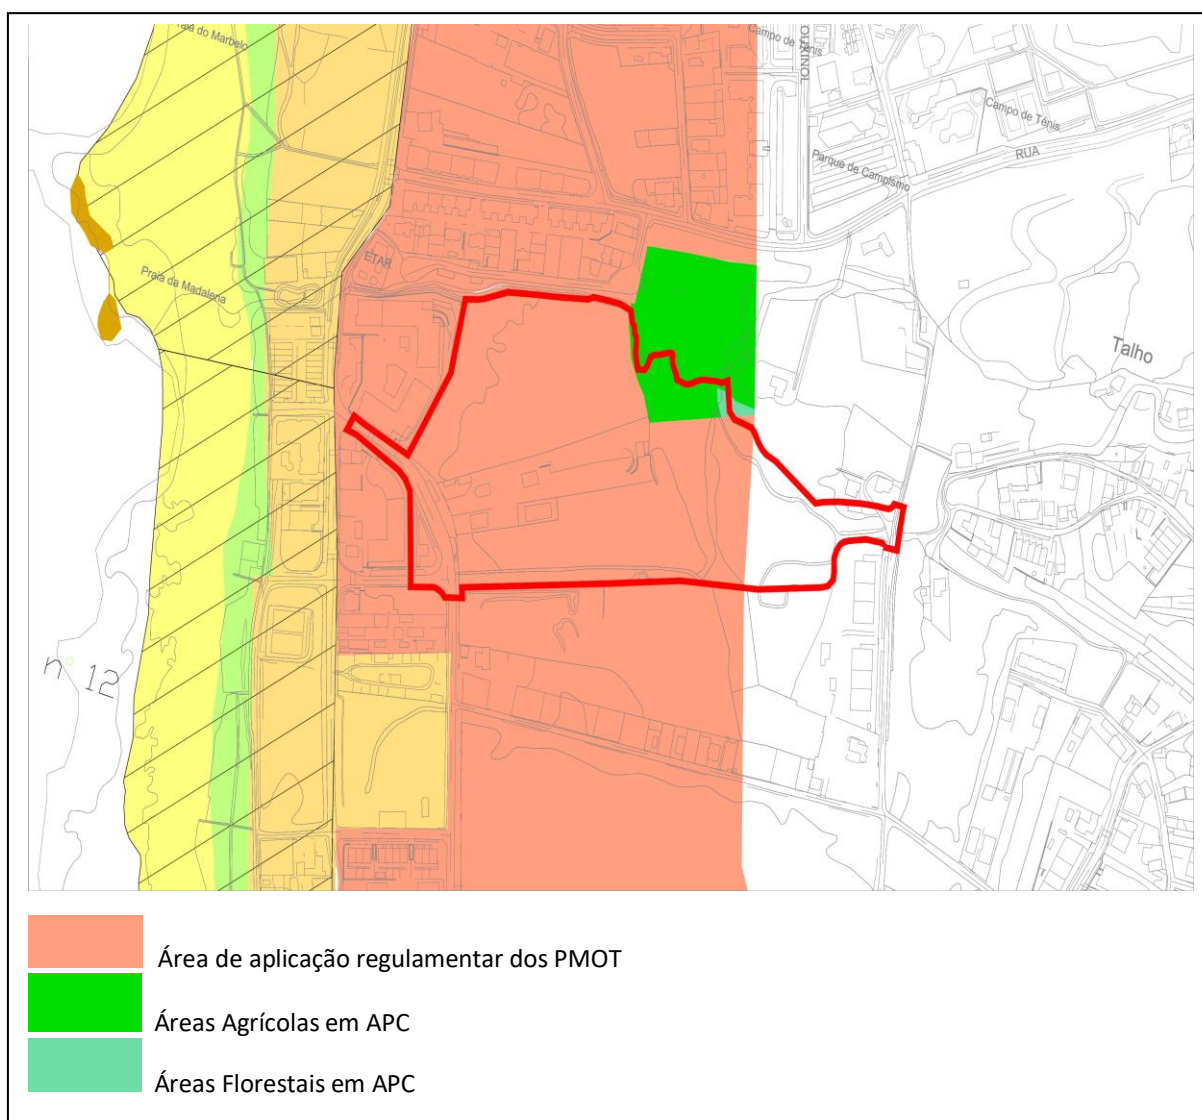 Praia do Marbelo
Campo de Ténis
Campo de Ténis
RUA
Parque de Campismo
ETAR
Praia da Madalena
Talho
nº 12
Área de aplicação regulamentar dos PMOT
Áreas Agrícolas em APC
Áreas Florestais em APC